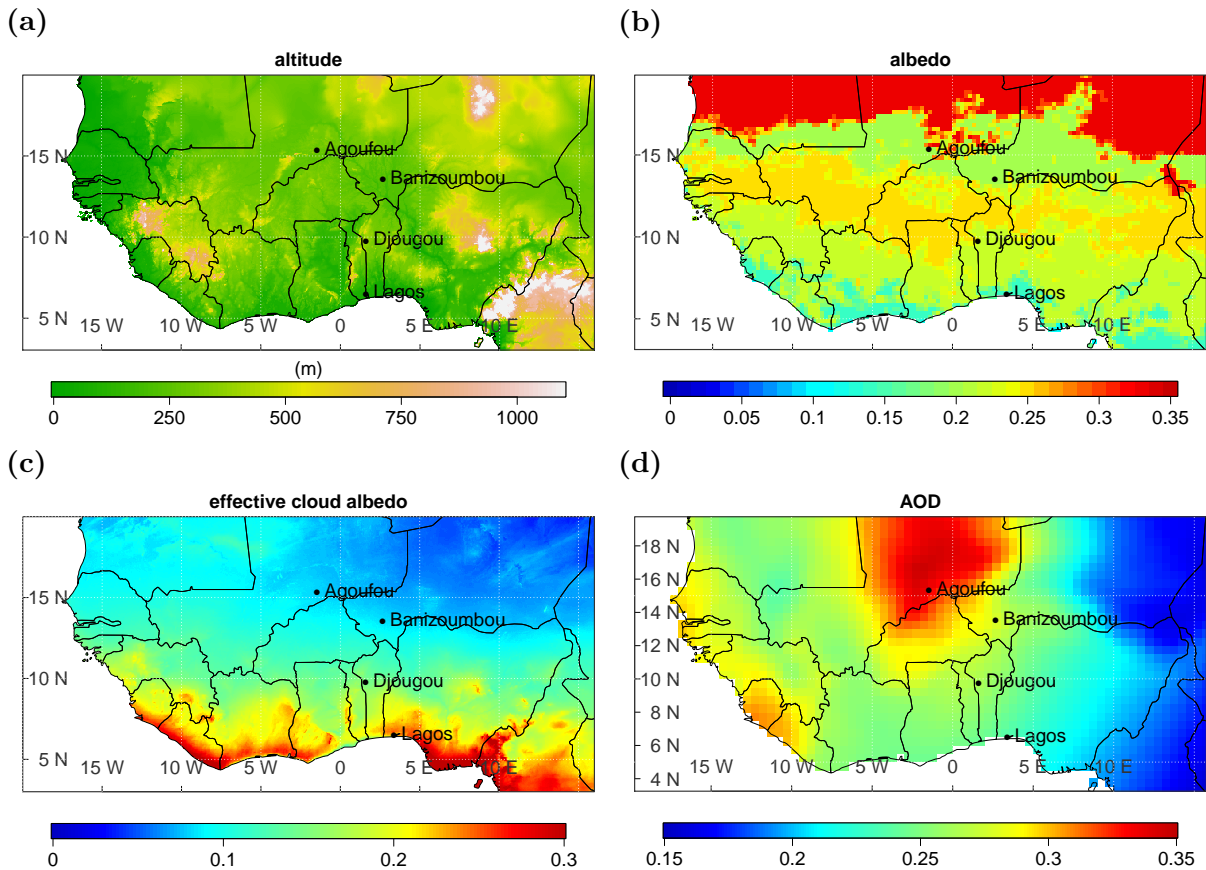 (a)
altitude
Agoufou
15 N
Banizoumbou
10 N
Djougou
Lagos
5 N
15 W 10 W 5 W 0 5 E 10 E
(m)
0 250 500 750 1000
(b)
albedo
15 N
Agoufou
Banizoumbou
10 N
Djougou
Lagos
5 N
15 W 10 W 5 W 0 5 E 10 E
0 0.05 0.1 0.15 0.2 0.25 0.3 0.35
(c)
effective cloud albedo
15 N
Agoufou
Banizoumbou
10 N
Djougou
Lagos
5 N
15 W 10 W 5 W 0 5 E 10 E
0 0.1 0.2 0.3
(d)
AOD
18 N
16 N
Agoufou
14 N
Banizoumbou
12 N
10 N
Djougou
8 N
Lagos
6 N
4 N
15 W 10 W 5 W 0 5 E 10 E
0.15 0.2 0.25 0.3 0.35